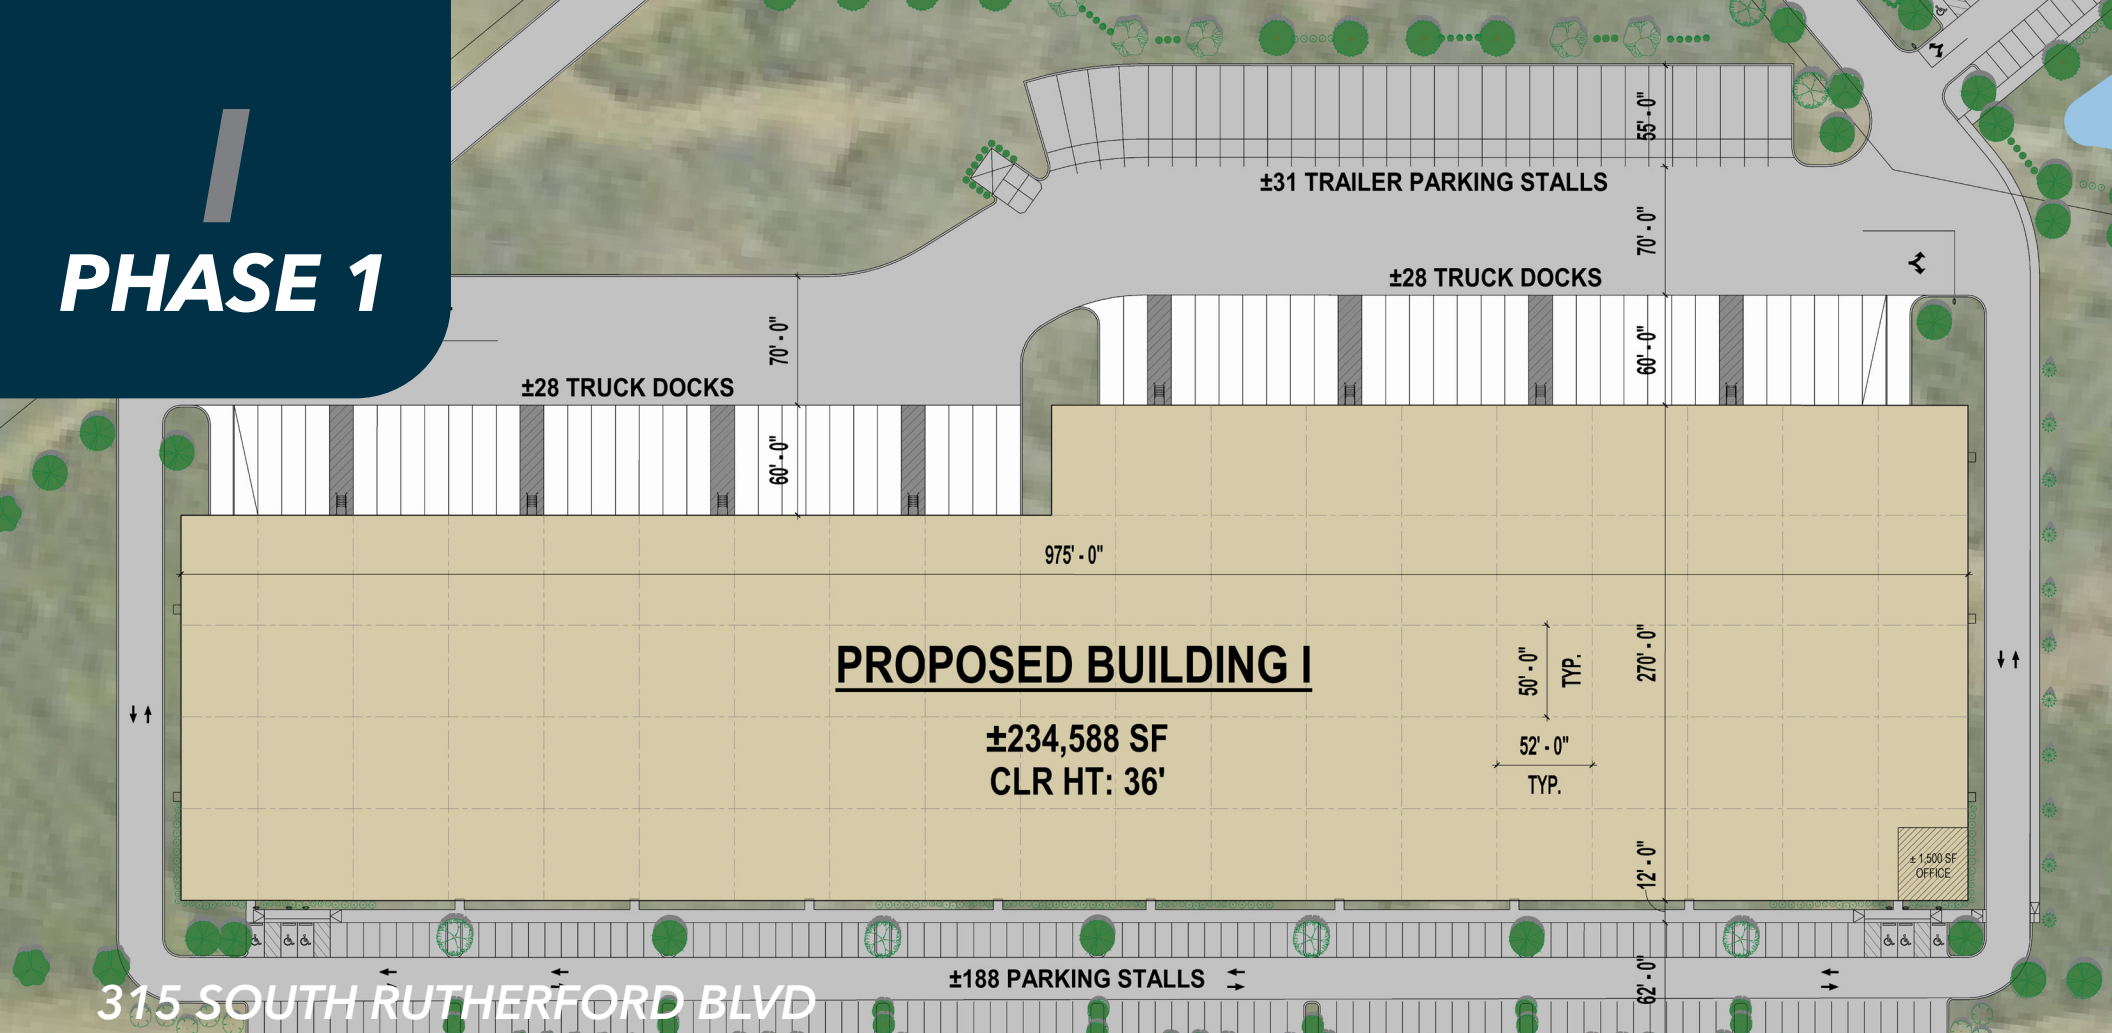 PHASE 1
55' - 0"
±31 TRAILER PARKING STALLS
70' - 0"
±28 TRUCK DOCKS
60' - 0"
70' - 0"
±28 TRUCK DOCKS
60' - 0"
975' - 0"
PROPOSED BUILDING I
±234,588 SF
CLR HT: 36'
50' - 0"
TYP.
270' - 0"
52' - 0"
TYP.
12' - 0"
± 1,500 SF
OFFICE
±188 PARKING STALLS
62' - 0"
315 SOUTH RUTHERFORD BLVD